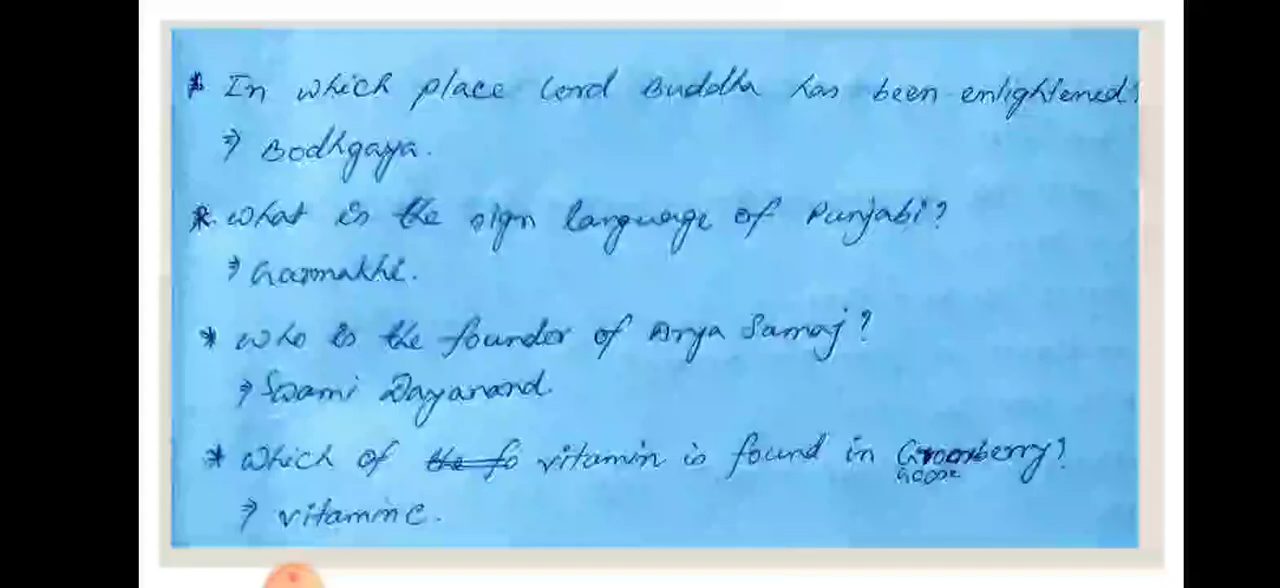 * In which place Lord Buddha has been enlightened?
⇒ Bodhgaya.
* What is the sign language of Punjabi?
⇒ Gurmakhi.
* Who is the founder of Arya Samaj?
⇒ Swami Dayanand.
* Which of the fo vitamin is found in Gooseberry?
⇒ vitamin c.